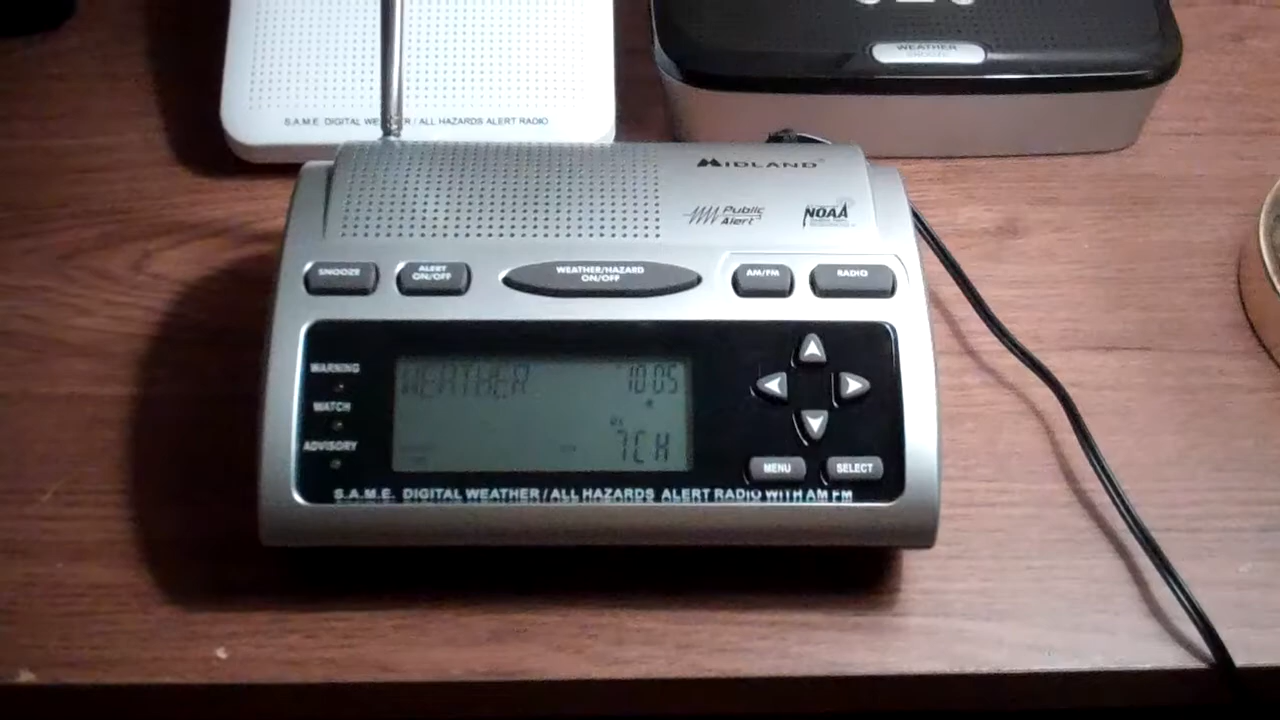 WEATHER
S.A.M.E. DIGITAL WEATHER / ALL HAZARDS ALERT RADIO
MIDLAND
Public
Alert
NOAA
SNOOZE
ALERT
ON/OFF
WEATHER/HAZARD
ON/OFF
AM/FM
RADIO
WARNING
WATCH
ADVISORY
WEATHER 10:05
7CH
MENU
SELECT
S.A.M.E. DIGITAL WEATHER / ALL HAZARDS ALERT RADIO WITH AM FM